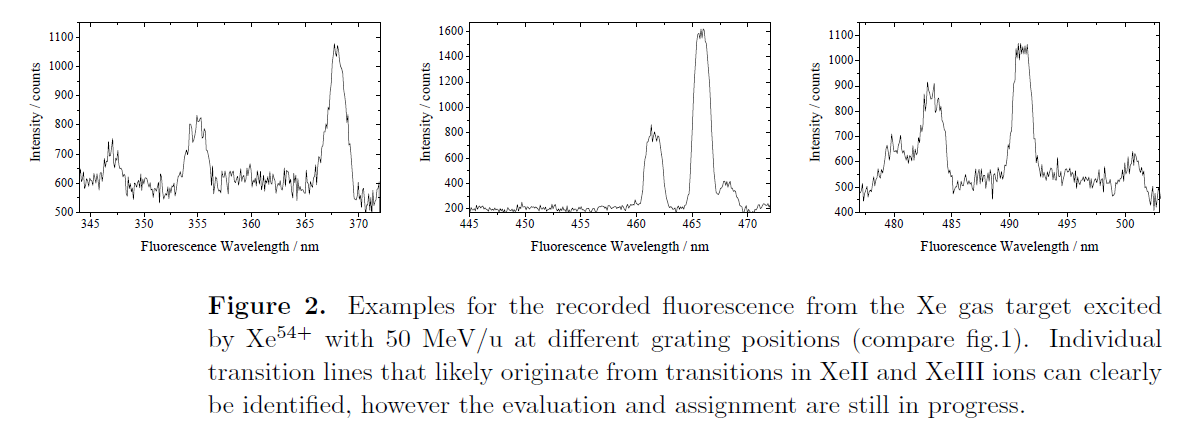 Intensity / counts
1100
1000
900
800
700
600
500
345 350 355 360 365 370
Fluorescence Wavelength / nm
Intensity / counts
1600
1400
1200
1000
800
600
400
200
445 450 455 460 465 470
Fluorescence Wavelength / nm
Intensity / counts
1100
1000
900
800
700
600
500
400
480 485 490 495 500
Fluorescence Wavelength / nm
Figure 2. Examples for the recorded fluorescence from the Xe gas target excited
by Xe⁵⁴⁺ with 50 MeV/u at different grating positions (compare fig.1). Individual
transition lines that likely originate from transitions in XeII and XeIII ions can clearly
be identified, however the evaluation and assignment are still in progress.